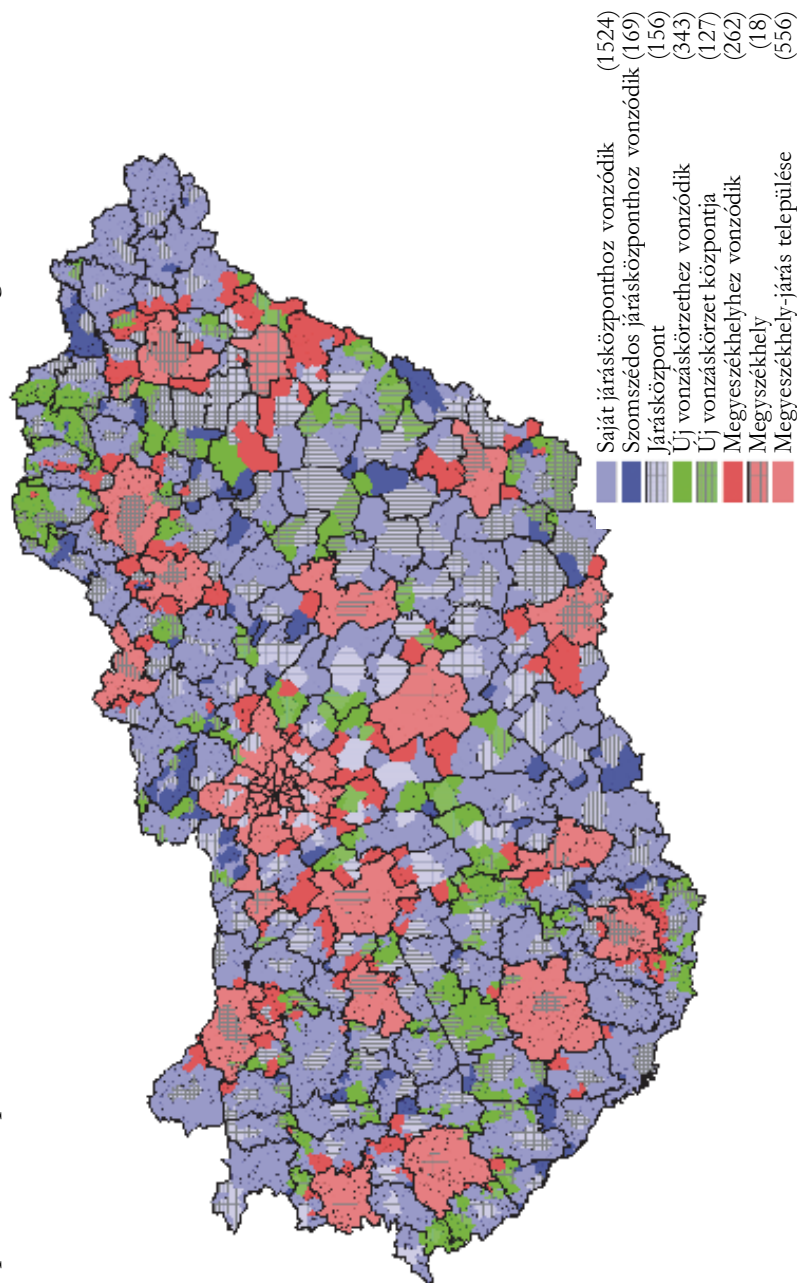 Saját járásközponthoz vonzódik (1524)
Szomszédos járásközponthoz vonzódik (169)
Járásközpont (156)
Új vonzáskörzethez vonzódik (343)
Új vonzáskörzet központja (127)
Megyeszékhelyhez vonzódik (262)
Megyszékhely (18)
Megyeszékhely-járás települése (556)